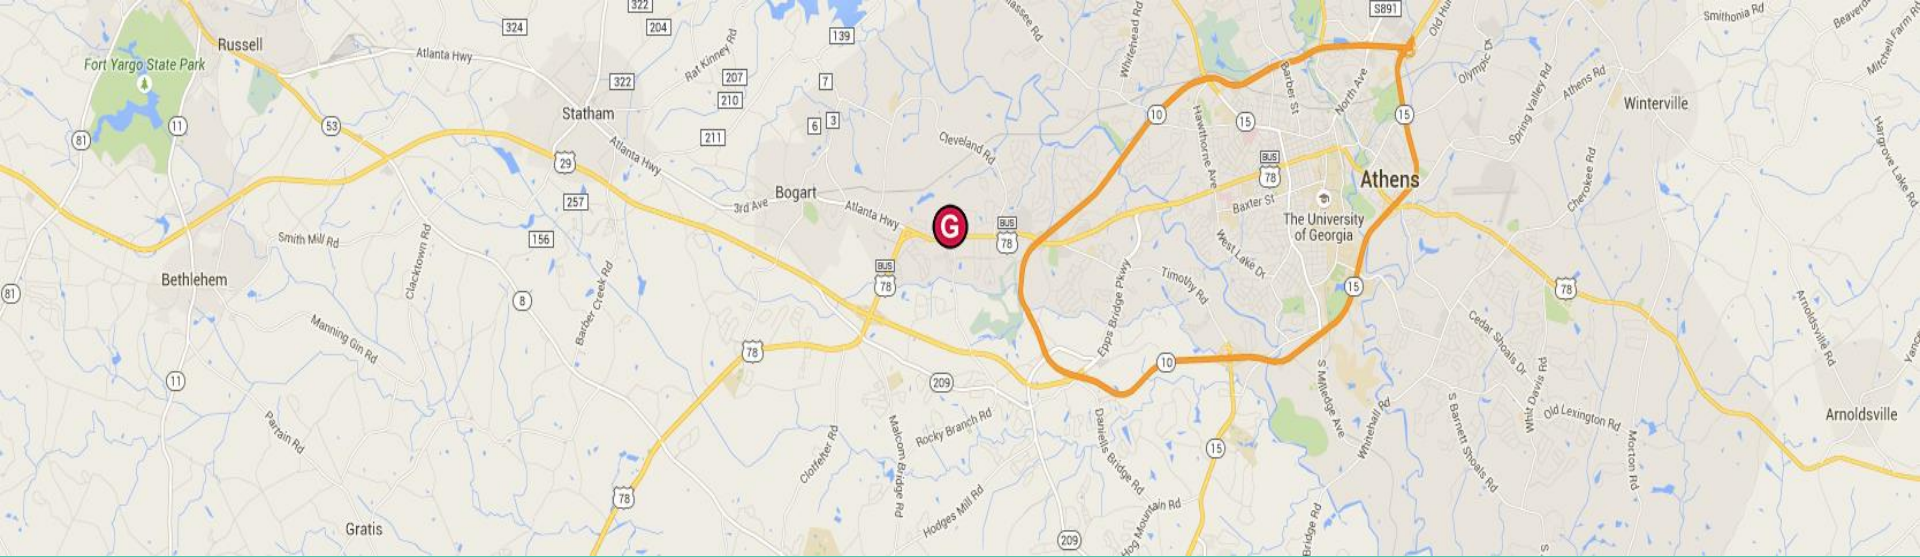 322
S891
324
204
139
Russell
Atlanta Hwy
Rat Kinney Rd
Whitehead Rd
Smithonia Rd
Mitchell Farm Rd
Fort Yargo State Park
322
207
7
210
Olympic Dr
Barber St
North Ave
Athens Rd
Spring Valley Rd
Winterville
Statham
10
15
15
81
11
53
6
3
211
Cleveland Rd
Hawthorne Ave
Hargrove Lake Rd
Atlanta Hwy
29
BUS
78
Athens
Cherokee Rd
Bogart
257
3rd Ave
Atlanta Hwy
G
BUS
78
Baxter St
The University
of Georgia
Smith Mill Rd
156
Clacktown Rd
West Lake Dr
Bethlehem
BUS
78
Timothy Rd
15
78
81
8
Barber Creek Rd
Epps Bridge Pkwy
Arnoldsville Rd
Manning Gin Rd
78
10
Cedar Shoals Dr
11
209
S Milledge Ave
Whit Davis Rd
Old Lexington Rd
Arnoldsville
Partain Rd
Clotfelter Rd
Malcom Bridge Rd
Rocky Branch Rd
Daniells Bridge Rd
15
Whitehall Rd
S Barnett Shoals Rd
Morton Rd
78
Gratis
Hodges Mill Rd
209
Hog Mountain Rd
Bridge Rd